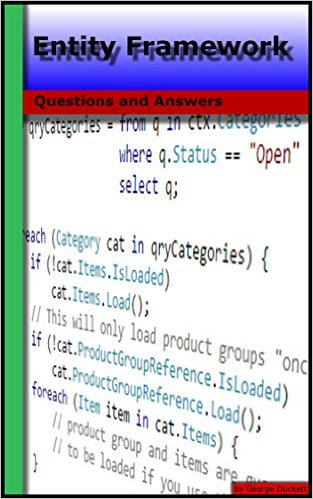 Entity Framework
Questions and Answers
qryCategories = from q in ctx.Categories
where q.Status == "Open"
select q;
each (Category cat in qryCategories) {
if (!cat.Items.IsLoaded)
cat.Items.Load();
// This will only load product groups "onc
if (!cat.ProductGroupReference.IsLoaded)
cat.ProductGroupReference.Load();
foreach (Item item in cat.Items) {
// product group and items are
// to be loaded if you use
}
by George Duckett